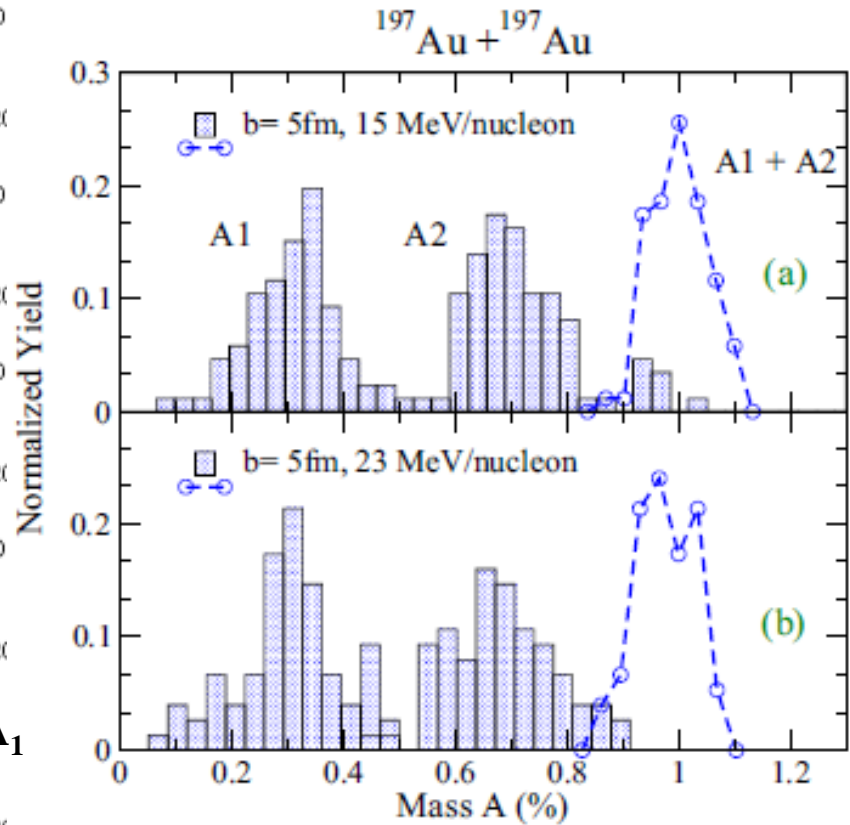 ¹⁹⁷Au + ¹⁹⁷Au
0.3
b= 5fm, 15 MeV/nucleon
A1 + A2
0.2
A1
A2
(a)
0.1
0
Normalized Yield
b= 5fm, 23 MeV/nucleon
0.2
(b)
0.1
0
0 0.2 0.4 0.6 0.8 1 1.2
Mass A (%)